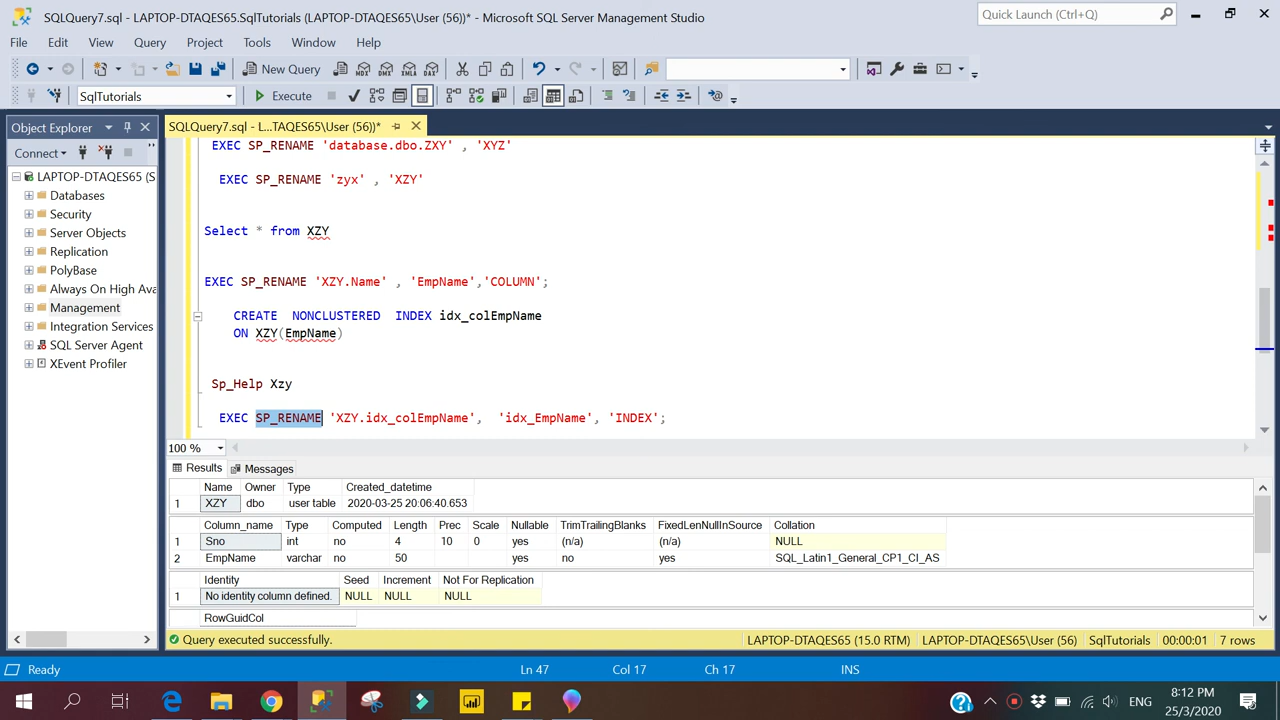 SQLQuery7.sql - LAPTOP-DTAQES65.SqlTutorials (LAPTOP-DTAQES65\User (56))* - Microsoft SQL Server Management Studio
Quick Launch (Ctrl+Q)
File Edit View Query Project Tools Window Help
New Query
MDX DMX XMLA DAX
SqlTutorials
Execute
Object Explorer
SQLQuery7.sql - L...TAQES65\User (56))*
Connect
LAPTOP-DTAQES65 (S
Databases
Security
Server Objects
Replication
PolyBase
Always On High Ava
Management
Integration Services
SQL Server Agent
XEvent Profiler
EXEC SP_RENAME 'database.dbo.ZXY' , 'XYZ'
EXEC SP_RENAME 'zyx' , 'XZY'
Select * from XZY
EXEC SP_RENAME 'XZY.Name' , 'EmpName','COLUMN';
CREATE NONCLUSTERED INDEX idx_colEmpName
ON XZY(EmpName)
Sp_Help Xzy
EXEC SP_RENAME 'XZY.idx_colEmpName', 'idx_EmpName', 'INDEX';
100 %
Results Messages
Name Owner Type Created_datetime
1 XZY dbo user table 2020-03-25 20:06:40.653
Column_name Type Computed Length Prec Scale Nullable TrimTrailingBlanks FixedLenNullInSource Collation
1 Sno int no 4 10 0 yes (n/a) (n/a) NULL
2 EmpName varchar no 50 yes no yes SQL_Latin1_General_CP1_CI_AS
Identity Seed Increment Not For Replication
1 No identity column defined. NULL NULL NULL
RowGuidCol
Query executed successfully. LAPTOP-DTAQES65 (15.0 RTM) LAPTOP-DTAQES65\User (56) SqlTutorials 00:00:01 7 rows
Ready Ln 47 Col 17 Ch 17 INS
ENG
8:12 PM
25/3/2020